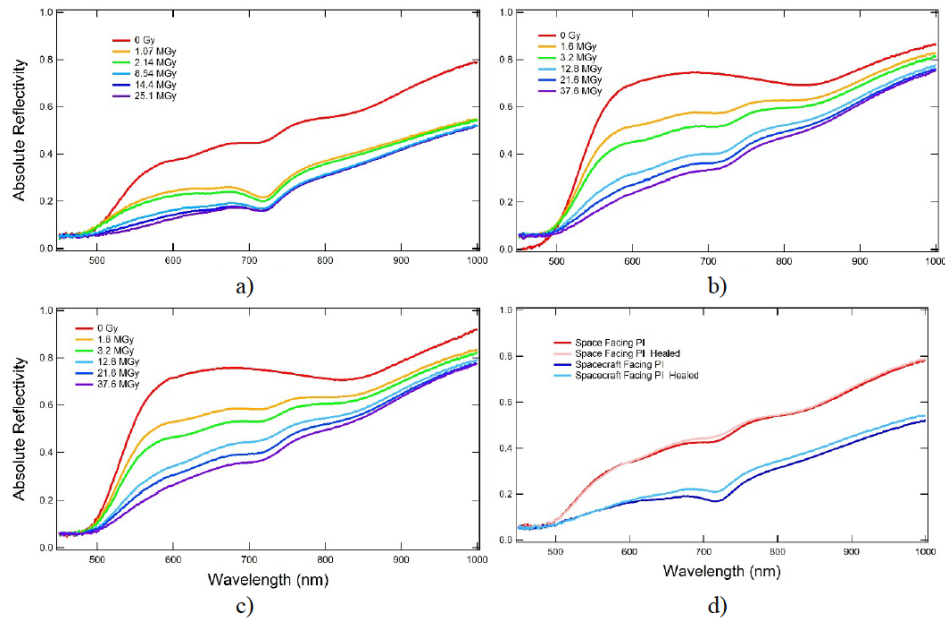 1.0
0.8
0.6
0.4
0.2
0.0
Absolute Reflectivity
0 Gy
1.07 MGy
2.14 MGy
8.54 MGy
14.4 MGy
25.1 MGy
500 600 700 800 900 1000
a)
1.0
0.8
0.6
0.4
0.2
0.0
0 Gy
1.6 MGy
3.2 MGy
12.8 MGy
21.6 MGy
37.6 MGy
500 600 700 800 900 1000
b)
1.0
0.8
0.6
0.4
0.2
0.0
Absolute Reflectivity
0 Gy
1.6 MGy
3.2 MGy
12.8 MGy
21.6 MGy
37.6 MGy
500 600 700 800 900 1000
Wavelength (nm)
c)
1.0
0.8
0.6
0.4
0.2
0.0
Space Facing PI
Space Facing PI Healed
Spacecraft Facing PI
Spacecraft Facing PI Healed
500 600 700 800 900 1000
Wavelength (nm)
d)